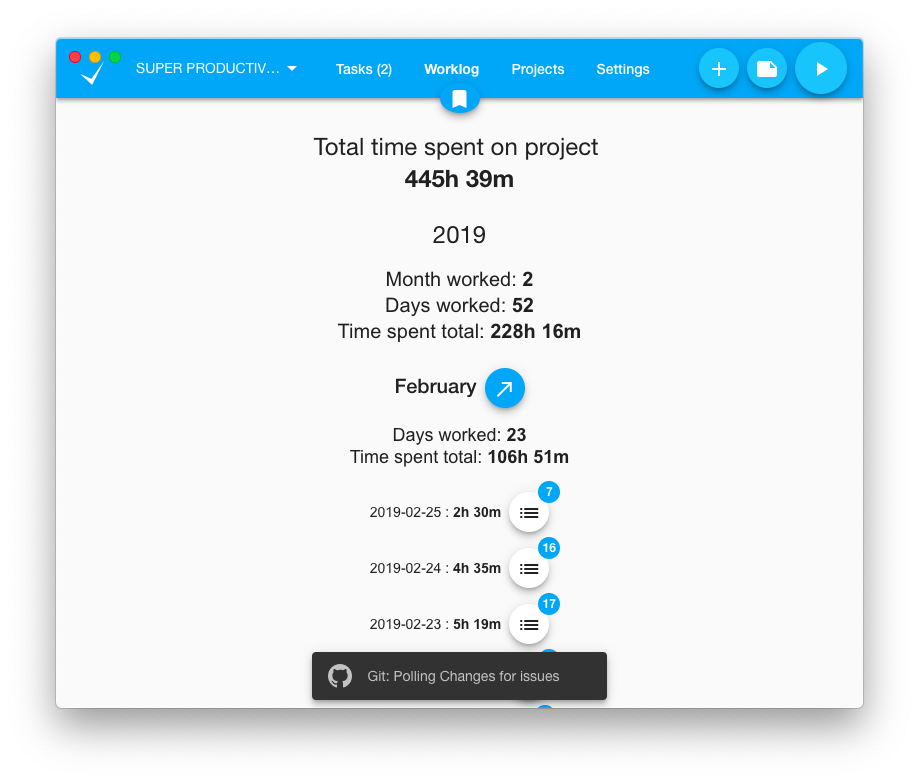 SUPER PRODUCTIV... Tasks (2) Worklog Projects Settings
Total time spent on project
445h 39m
2019
Month worked: 2
Days worked: 52
Time spent total: 228h 16m
February
Days worked: 23
Time spent total: 106h 51m
7
2019-02-25 : 2h 30m
16
2019-02-24 : 4h 35m
17
2019-02-23 : 5h 19m
Git: Polling Changes for issues